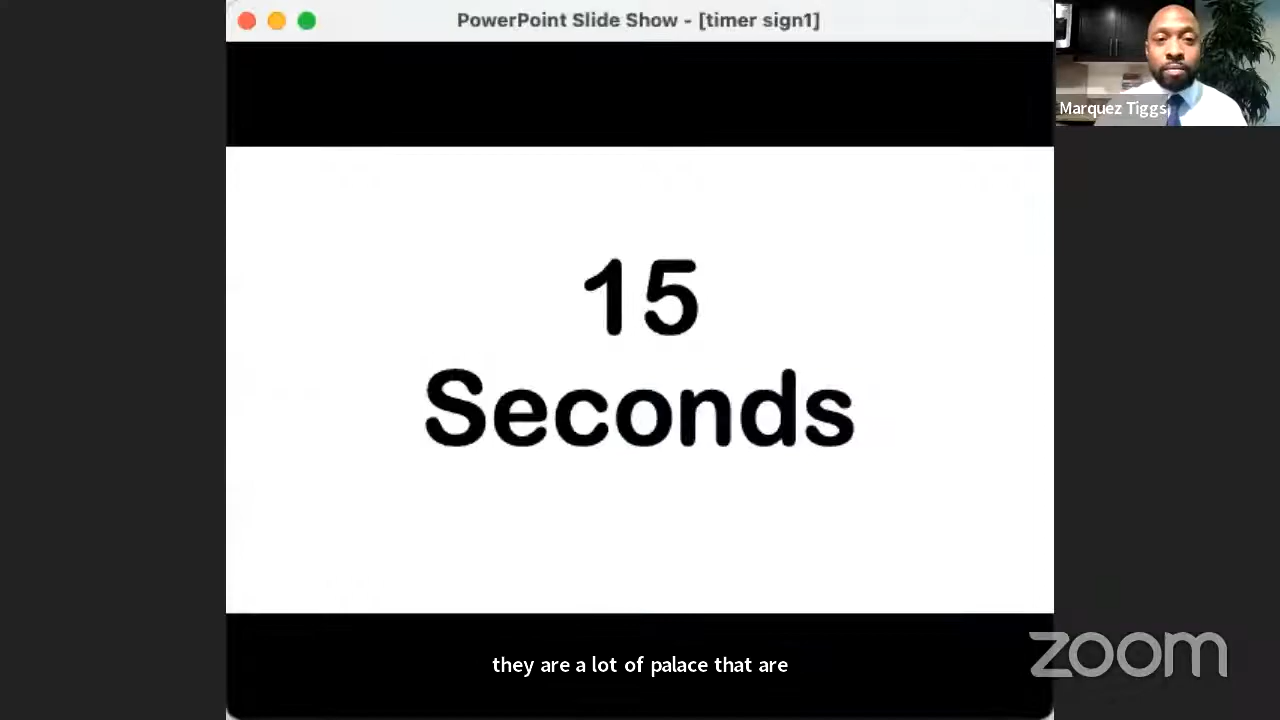 PowerPoint Slide Show - [timer sign1]
Marquez Tiggs
15
Seconds
they are a lot of palace that are
zoom